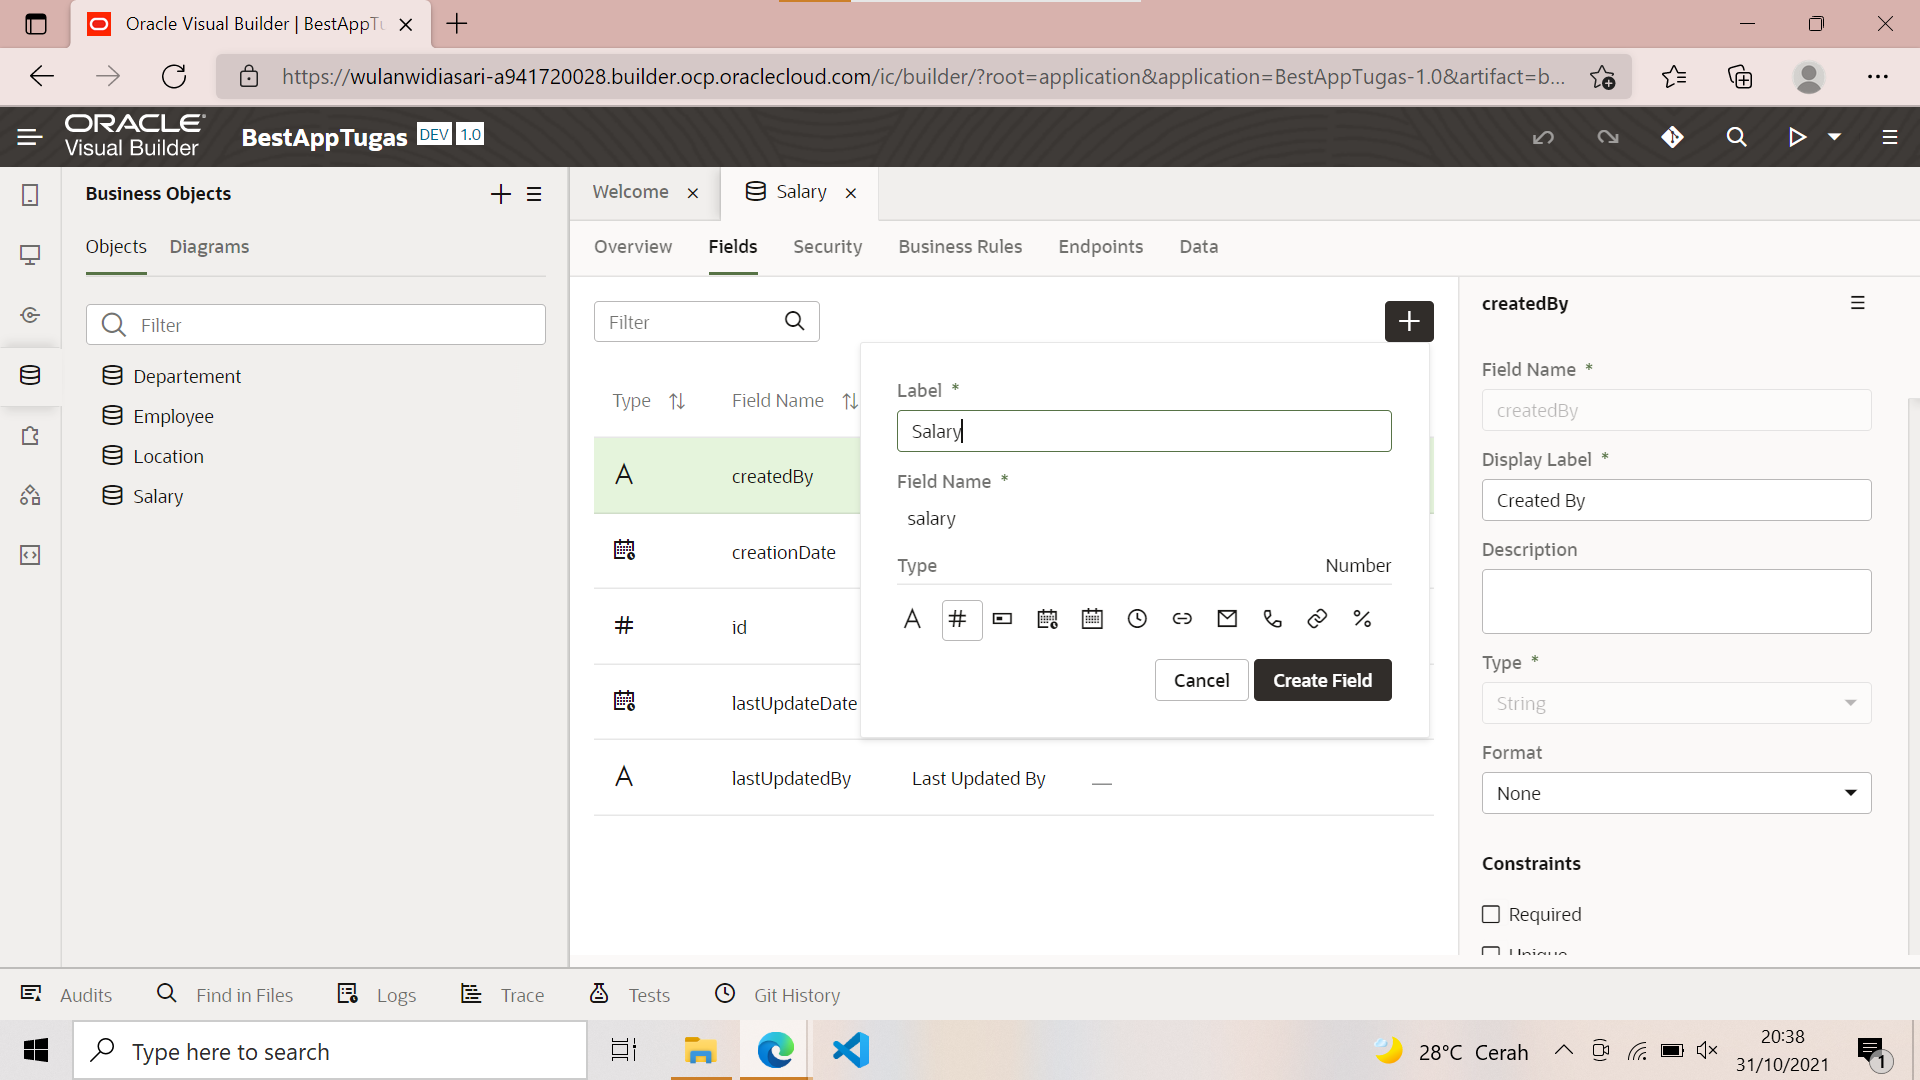 Oracle Visual Builder | BestAppTu
https://wulanwidiasari-a941720028.builder.ocp.oraclecloud.com/ic/builder/?root=application&application=BestAppTugas-1.0&artifact=b...
ORACLE
Visual Builder
BestAppTugas DEV 1.0
Business Objects
Objects Diagrams
Filter
Departement
Employee
Location
Salary
Welcome
Salary
Overview Fields Security Business Rules Endpoints Data
Filter
Type Field Name
createdBy
creationDate
id
lastUpdateDate
lastUpdatedBy Last Updated By
Label *
Salary
Field Name *
salary
Type Number
Cancel Create Field
createdBy
Field Name *
createdBy
Display Label *
Created By
Description
Type *
String
Format
None
Constraints
Required
Unique
Audits Find in Files Logs Trace Tests Git History
Type here to search
28°C Cerah
20:38
31/10/2021
1